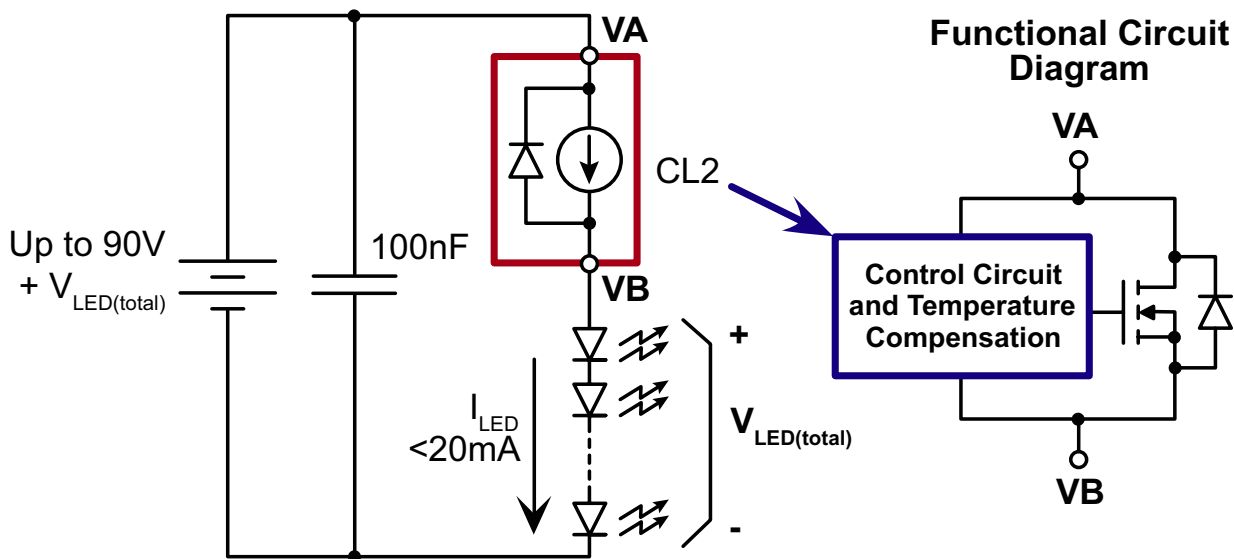 VA
Functional Circuit
Diagram
VA
CL2
Up to 90V
+ VLED(total)
100nF
VB
Control Circuit
and Temperature
Compensation
+
ILED
<20mA
VLED(total)
-
VB